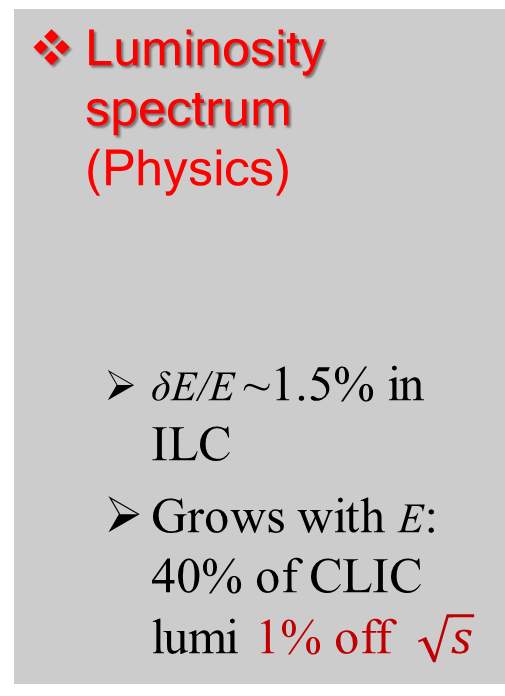 ❖ Luminosity
spectrum
(Physics)
➢ δE/E ~1.5% in
ILC
➢ Grows with E:
40% of CLIC
lumi 1% off √s